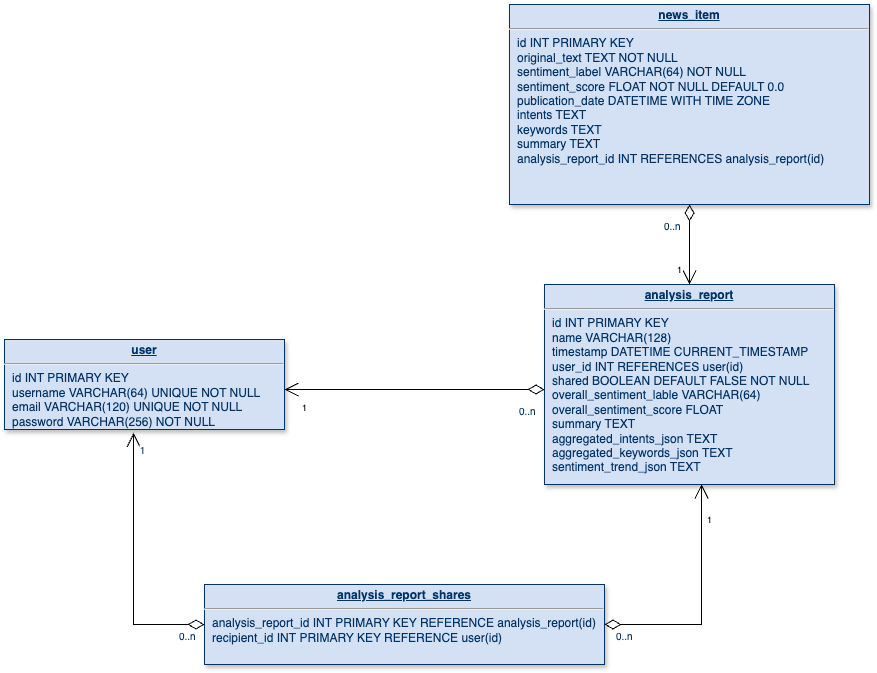 news_item
id INT PRIMARY KEY
original_text TEXT NOT NULL
sentiment_label VARCHAR(64) NOT NULL
sentiment_score FLOAT NOT NULL DEFAULT 0.0
publication_date DATETIME WITH TIME ZONE
intents TEXT
keywords TEXT
summary TEXT
analysis_report_id INT REFERENCES analysis_report(id)
0..n
1
analysis_report
id INT PRIMARY KEY
name VARCHAR(128)
timestamp DATETIME CURRENT_TIMESTAMP
user_id INT REFERENCES user(id)
shared BOOLEAN DEFAULT FALSE NOT NULL
overall_sentiment_lable VARCHAR(64)
overall_sentiment_score FLOAT
summary TEXT
aggregated_intents_json TEXT
aggregated_keywords_json TEXT
sentiment_trend_json TEXT
user
id INT PRIMARY KEY
username VARCHAR(64) UNIQUE NOT NULL
email VARCHAR(120) UNIQUE NOT NULL
password VARCHAR(256) NOT NULL
1
0..n
1
1
analysis_report_shares
analysis_report_id INT PRIMARY KEY REFERENCE analysis_report(id)
recipient_id INT PRIMARY KEY REFERENCE user(id)
0..n
0..n